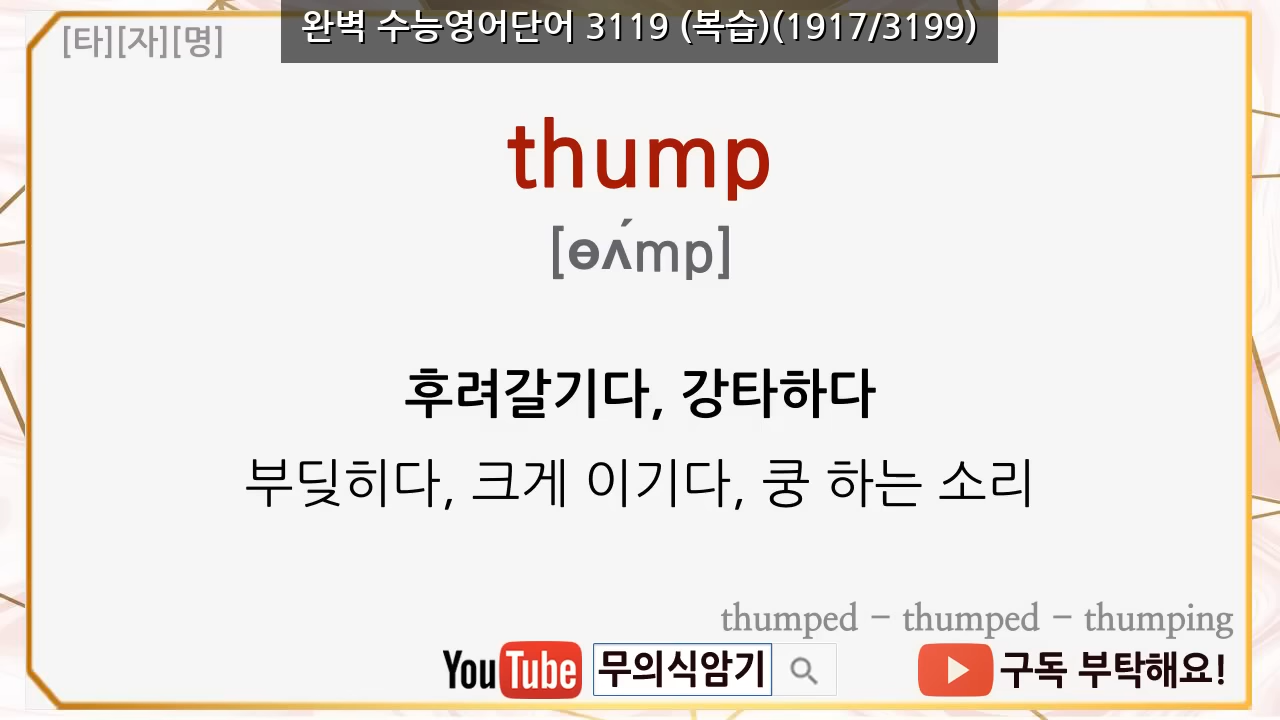 완벽 수능영어단어 3119 (복습)(1917/3199)
[타][자][명]
thump
[θʌ́mp]
후려갈기다, 강타하다
부딪히다, 크게 이기다, 쿵 하는 소리
thumped - thumped - thumping
YouTube 무의식암기 구독 부탁해요!